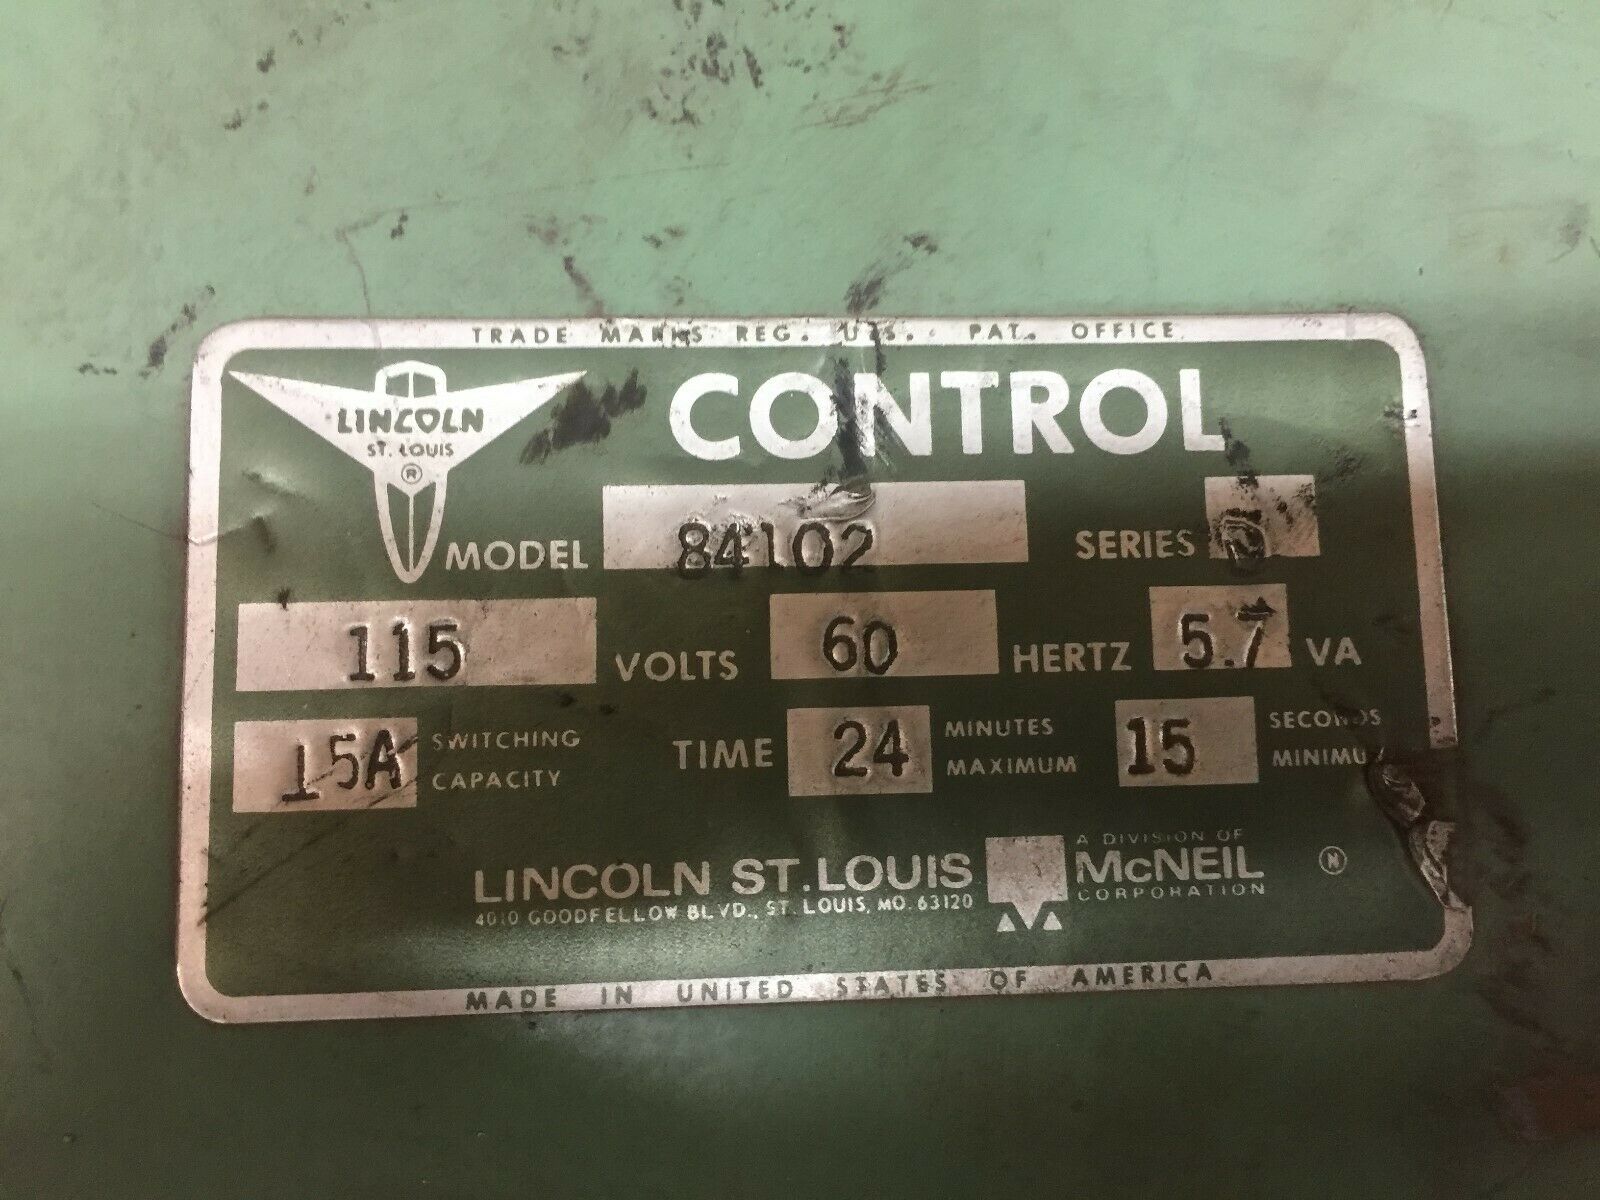 TRADE MARKS REG. U.S. PAT. OFFICE
LINCOLN
ST. LOUIS
®
CONTROL
MODEL 84102 SERIES
115 VOLTS 60 HERTZ 5.7 VA
15A SWITCHING CAPACITY TIME 24 MINUTES MAXIMUM 15 SECONDS MINIMUM
LINCOLN ST. LOUIS
4010 GOODFELLOW BLVD., ST. LOUIS, MO. 63120
A DIVISION OF
McNEIL
CORPORATION
N
MADE IN UNITED STATES OF AMERICA